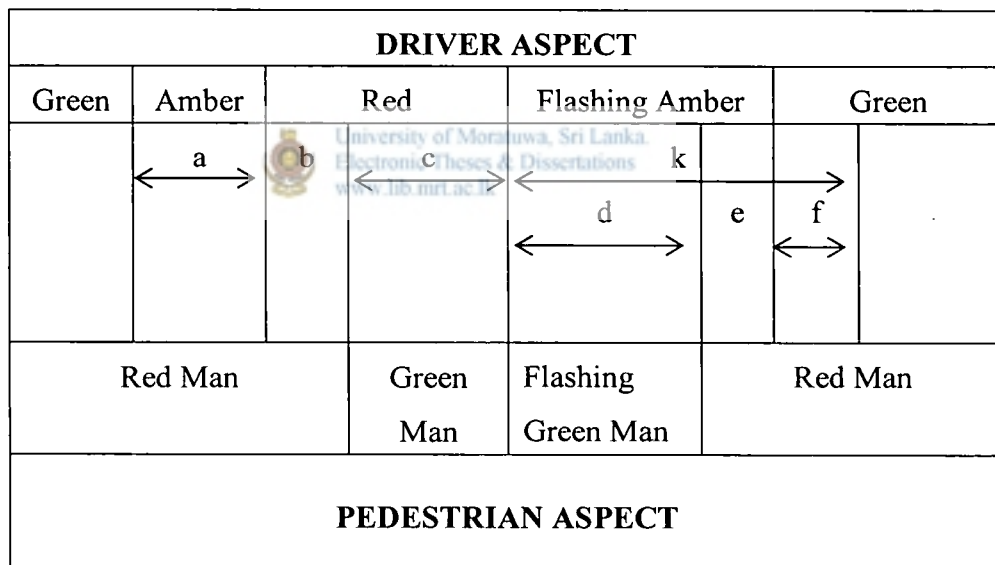 DRIVER ASPECT
Green Amber Red Flashing Amber Green
University of Moratuwa, Sri Lanka.
Electronic Theses & Dissertations
www.lib.mrt.ac.lk
a b c k
d e f
Red Man Green Flashing Red Man
Man Green Man
PEDESTRIAN ASPECT